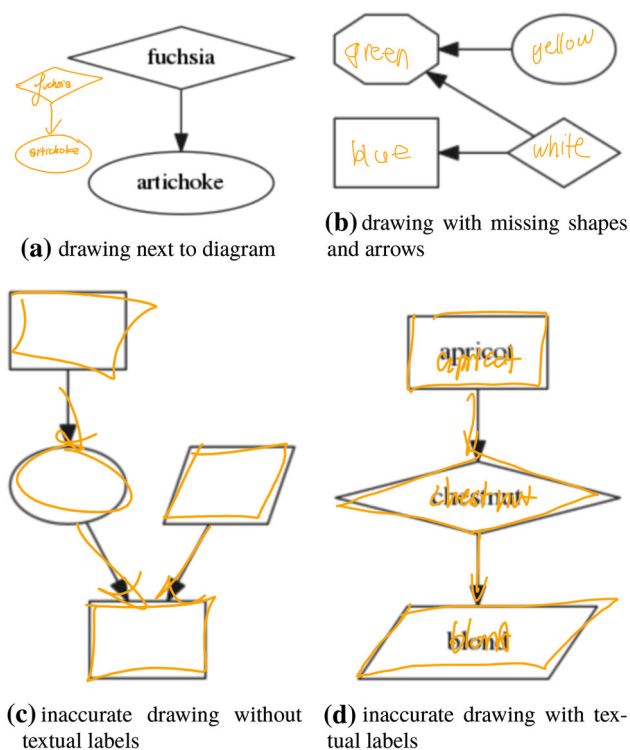 fuchsia
fuchsia
artichoke
artichoke
(a) drawing next to diagram
green
yellow
blue
white
(b) drawing with missing shapes
and arrows
(c) inaccurate drawing without
textual labels
apricot
apricot
chestnut
chestnut
blond
blond
(d) inaccurate drawing with tex-
tual labels